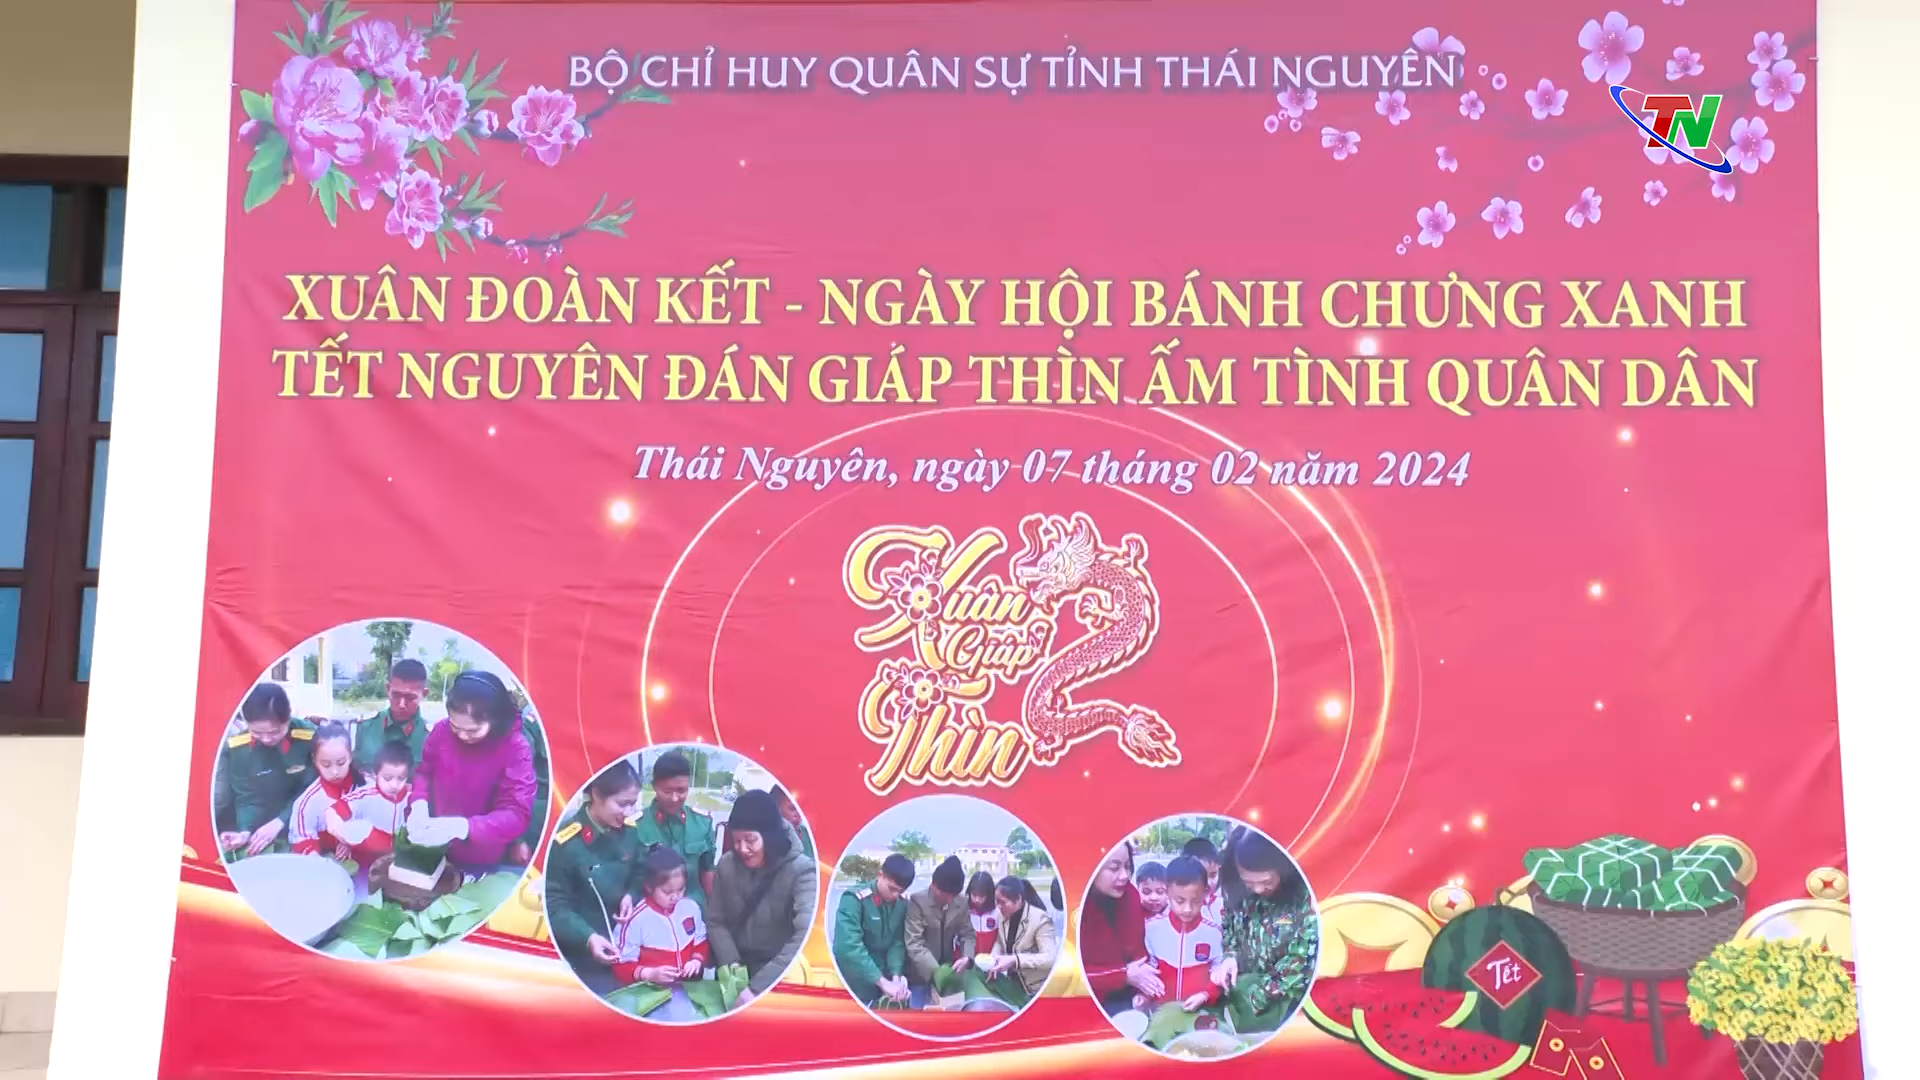 BỘ CHỈ HUY QUÂN SỰ TỈNH THÁI NGUYÊN
TN
XUÂN ĐOÀN KẾT - NGÀY HỘI BÁNH CHƯNG XANH
TẾT NGUYÊN ĐÁN GIÁP THÌN ẤM TÌNH QUÂN DÂN
Thái Nguyên, ngày 07 tháng 02 năm 2024
Xuân
Giáp
Thìn
Tết